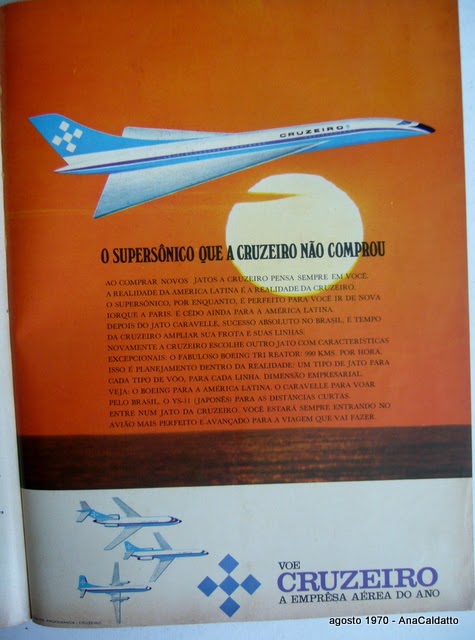 CRUZEIRO
O SUPERSÔNICO QUE A CRUZEIRO NÃO COMPROU
AO COMPRAR NOVOS JATOS A CRUZEIRO PENSA SEMPRE EM VOCÊ.
A REALIDADE DA AMERICA LATINA É A REALIDADE DA CRUZEIRO.
O SUPERSÔNICO, POR ENQUANTO, É PERFEITO PARA VOCÊ IR DE NOVA
IORQUE A PARIS. E CÊDO AINDA PARA A AMÉRICA LATINA.
DEPOIS DO JATO CARAVELLE, SUCESSO ABSOLUTO NO BRASIL, É TEMPO
DA CRUZEIRO AMPLIAR SUA FROTA E SUAS LINHAS.
NOVAMENTE A CRUZEIRO ESCOLHE OUTRO JATO COM CARACTERÍSTICAS
EXCEPCIONAIS: O FABULOSO BOEING TRI REATOR: 990 KMS. POR HORA.
ISSO É PLANEJAMENTO DENTRO DA REALIDADE: UM TIPO DE JATO PARA
CADA TIPO DE VÔO, PARA CADA LINHA. DIMENSÃO EMPRESARIAL.
VEJA: O BOEING PARA A AMÉRICA LATINA, O CARAVELLE PARA VOAR
PELO BRASIL, O YS-11 (JAPONÊS) PARA AS DISTÂNCIAS CURTAS.
ENTRE NUM JATO DA CRUZEIRO. VOCÊ ESTARÁ SEMPRE ENTRANDO NO
AVIÃO MAIS PERFEITO E AVANÇADO PARA A VIAGEM QUE VAI FAZER.
VOE
CRUZEIRO
A EMPRÊSA AÉREA DO ANO
agosto 1970 - AnaCaldatto